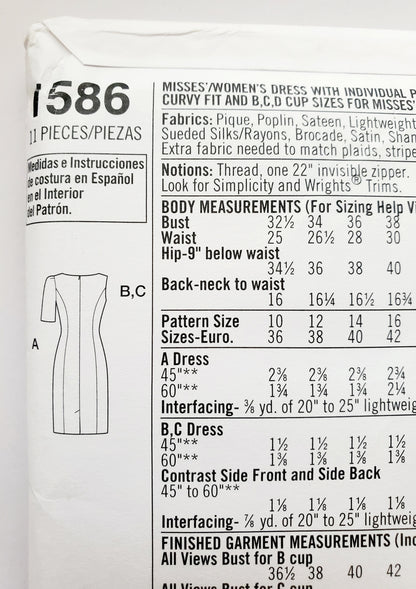 1586
11 PIECES/PIEZAS
Medidas e Instrucciones
de costura en Español
en el Interior
del Patrón.
B,C
A
MISSES'/WOMEN'S DRESS WITH INDIVIDUAL
CURVY FIT AND B,C,D CUP SIZES FOR MISSES'
Fabrics: Pique, Poplin, Sateen, Lightweight
Sueded Silks/Rayons, Brocade, Satin,
Extra fabric needed to match plaids,
Notions: Thread, one 22" invisible zipper.
Look for Simplicity and Wrights® Trims.
BODY MEASUREMENTS (For Sizing Help
Bust 32½ 34 36 38
Waist 25 26½ 28 30
Hip-9" below waist
34½ 36 38 40
Back-neck to waist
16 16¼ 16½ 16¾
Pattern Size 10 12 14 16
Sizes-Euro. 36 38 40 42
A Dress
45"** 2⅜ 2⅜ 2⅜ 2¾
60"** 1¾ 1¾ 1¾ 2¼
Interfacing- ⅜ yd. of 20" to 25" lightweight
B,C Dress
45"** 1½ 1½ 1½ 1½
60"** 1⅜ 1⅜ 1⅜ 1⅜
Contrast Side Front and Side Back
45" to 60"**
1⅛ 1⅛ 1⅛ 1⅛
Interfacing- ⅞ yd. of 20" to 25" lightweight
FINISHED GARMENT MEASUREMENTS
All Views Bust for B cup
36½ 38 40 42
All Views Bust for C cup